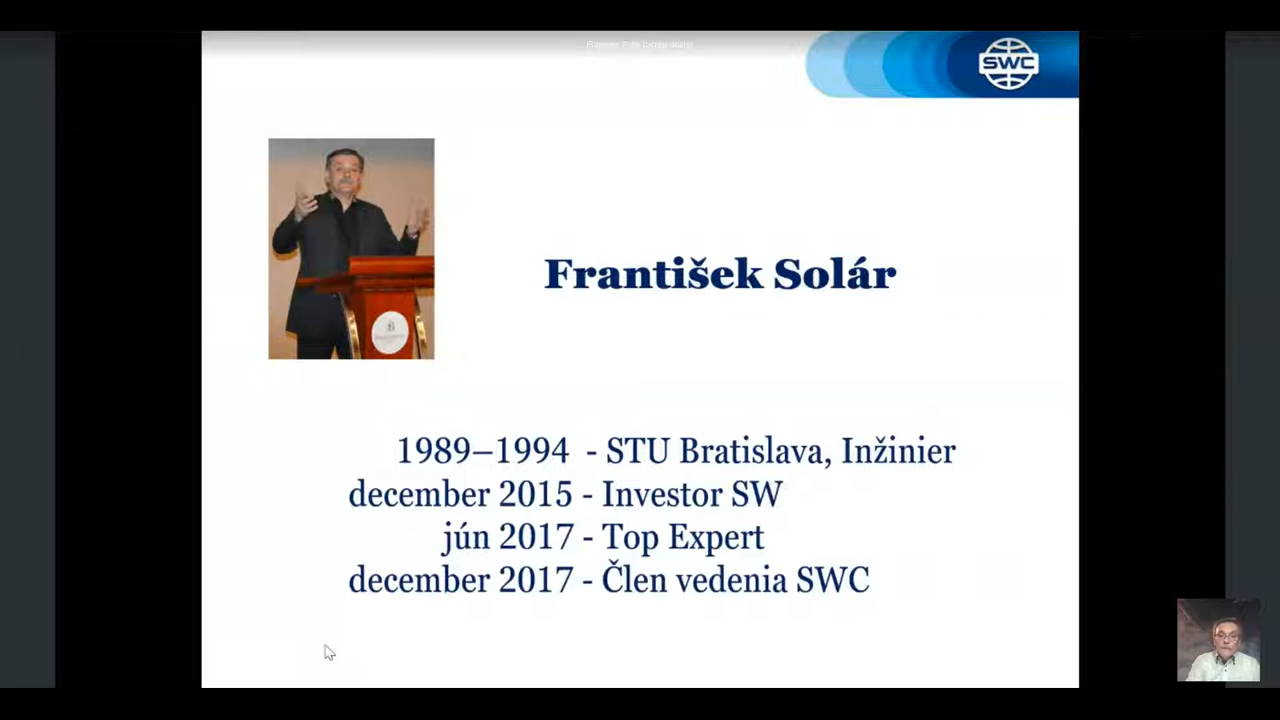 SWC
František Solár
1989–1994 - STU Bratislava, Inžinier
december 2015 - Investor SW
jún 2017 - Top Expert
december 2017 - Člen vedenia SWC